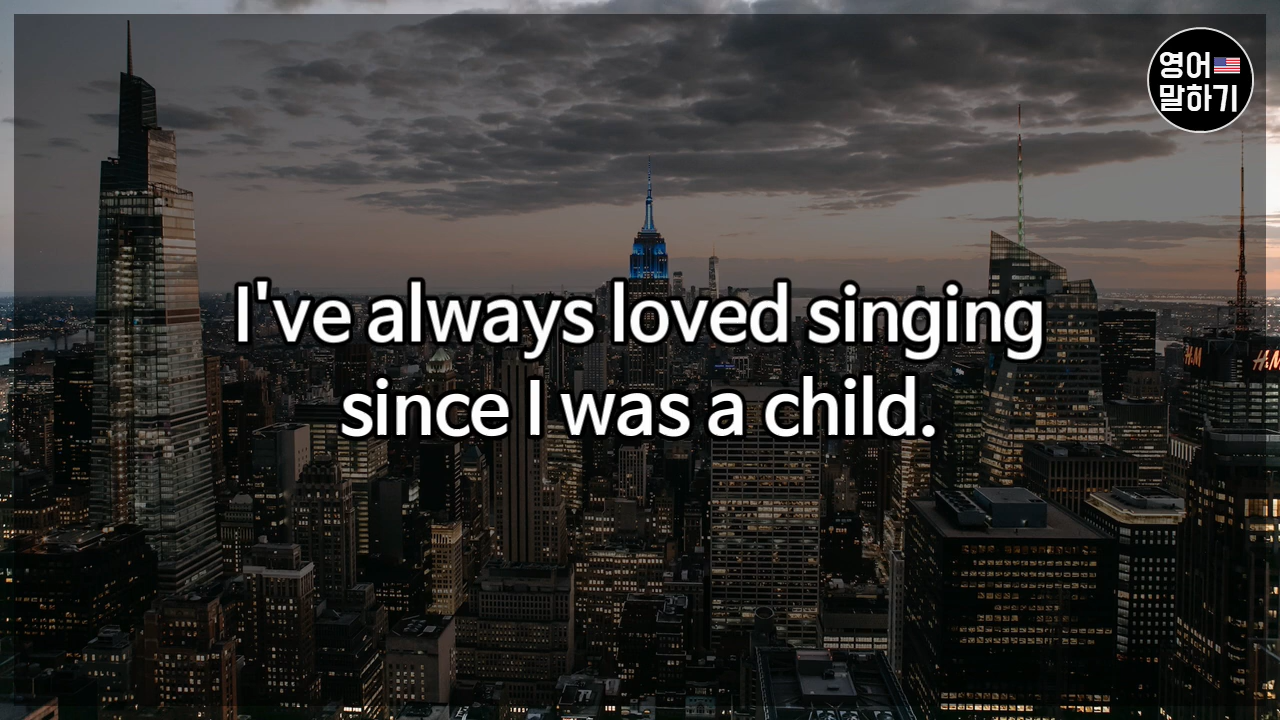 영어
말하기
I've always loved singing
since I was a child.
H&M
H&M